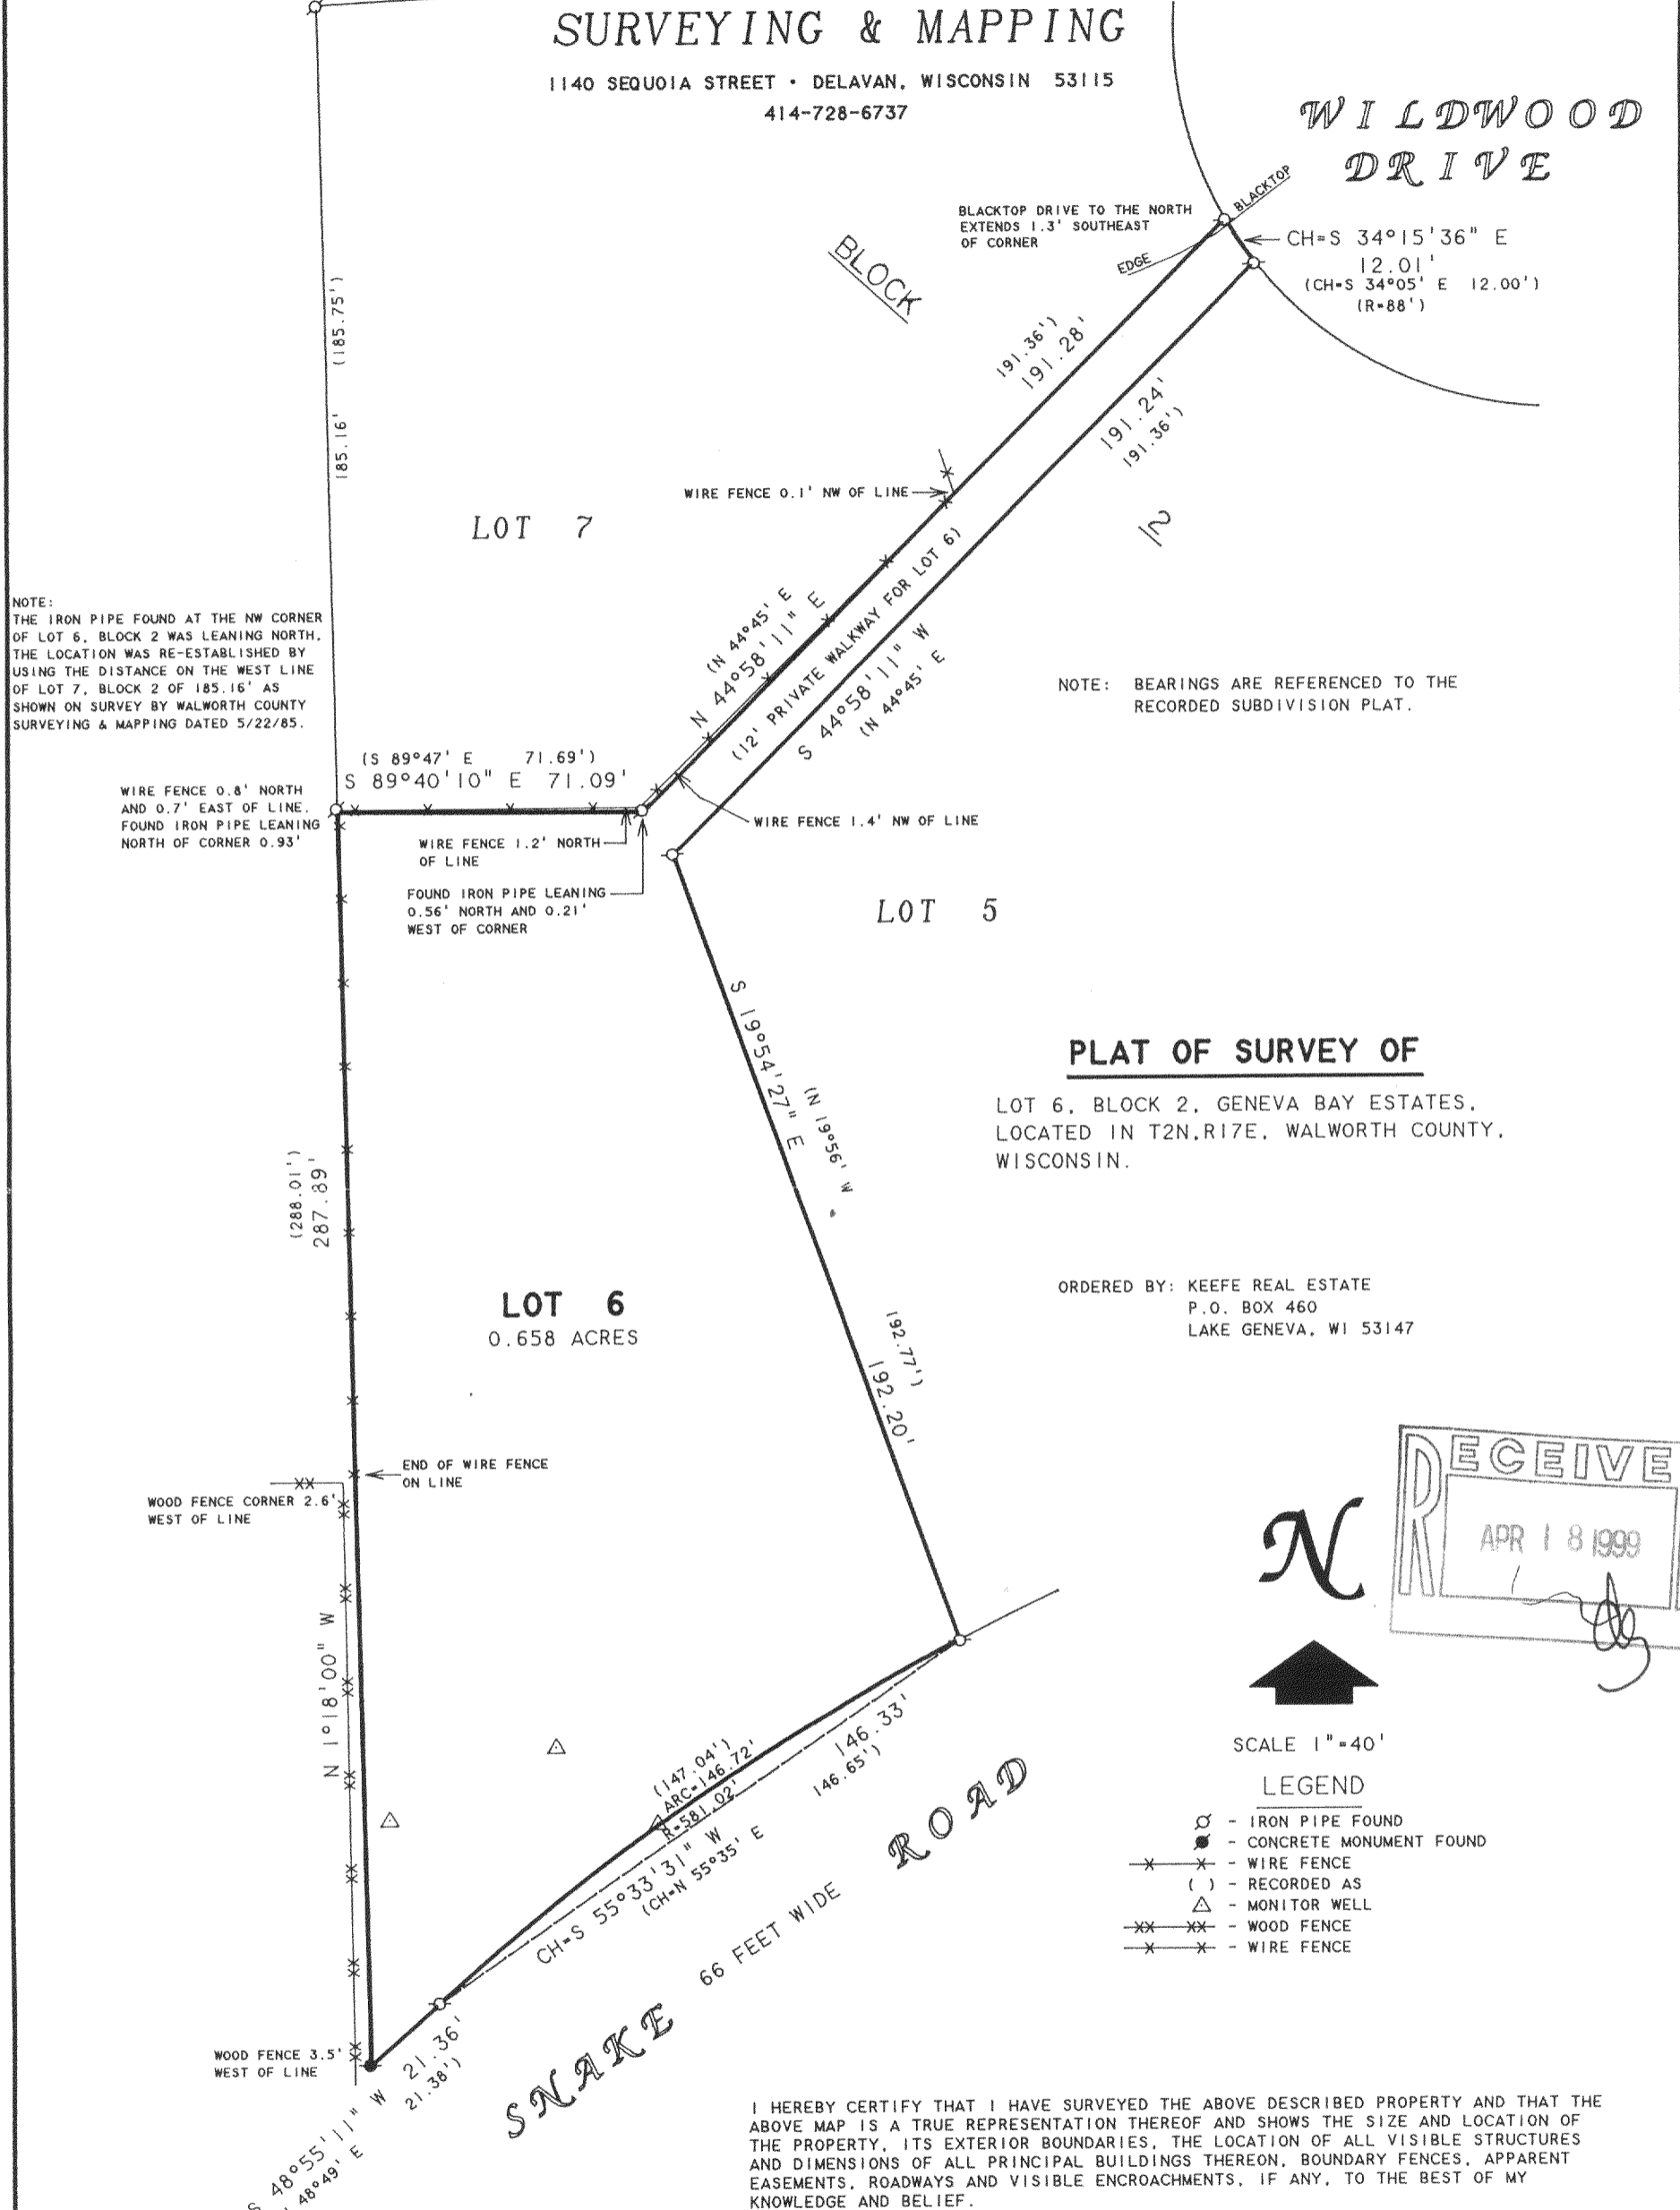 SURVEYING & MAPPING
1140 SEQUOIA STREET • DELAVAN, WISCONSIN 53115
414-728-6737
WILDWOOD
DRIVE
BLACKTOP DRIVE TO THE NORTH
EXTENDS 1.3' SOUTHEAST
OF CORNER
EDGE
BLACKTOP
CH=S 34°15'36" E
12.01'
(CH=S 34°05' E 12.00')
(R=88')
BLOCK
2
(185.75')
185.16'
191.36')
191.28'
191.24'
191.36')
WIRE FENCE 0.1' NW OF LINE
LOT 7
(N 44°45' E
N 44°58'11" E
(12' PRIVATE WALKWAY FOR LOT 6)
S 44°58'11" W
(N 44°45' E
NOTE:
THE IRON PIPE FOUND AT THE NW CORNER
OF LOT 6, BLOCK 2 WAS LEANING NORTH,
THE LOCATION WAS RE-ESTABLISHED BY
USING THE DISTANCE ON THE WEST LINE
OF LOT 7, BLOCK 2 OF 185.16' AS
SHOWN ON SURVEY BY WALWORTH COUNTY
SURVEYING & MAPPING DATED 5/22/85.
NOTE: BEARINGS ARE REFERENCED TO THE
RECORDED SUBDIVISION PLAT.
(S 89°47' E 71.69')
S 89°40'10" E 71.09'
WIRE FENCE 0.8' NORTH
AND 0.7' EAST OF LINE.
FOUND IRON PIPE LEANING
NORTH OF CORNER 0.93'
WIRE FENCE 1.2' NORTH
OF LINE
WIRE FENCE 1.4' NW OF LINE
FOUND IRON PIPE LEANING
0.56' NORTH AND 0.21'
WEST OF CORNER
LOT 5
S 19°54'27" E
(N 19°56' W
192.77')
192.20'
PLAT OF SURVEY OF
LOT 6, BLOCK 2, GENEVA BAY ESTATES,
LOCATED IN T2N,R17E, WALWORTH COUNTY,
WISCONSIN.
(288.01')
287.89'
LOT 6
0.658 ACRES
ORDERED BY: KEEFE REAL ESTATE
P.O. BOX 460
LAKE GENEVA, WI 53147
END OF WIRE FENCE
ON LINE
WOOD FENCE CORNER 2.6'
WEST OF LINE
N 1°18'00" W
RECEIVE
APR 18 1999
N
SCALE 1"=40'
(147.04')
ARC=146.72'
R=581.02'
146.33'
146.65')
CH=S 55°33'31" W
(CH=N 55°35' E
SNAKE ROAD
66 FEET WIDE
LEGEND
- IRON PIPE FOUND
- CONCRETE MONUMENT FOUND
- WIRE FENCE
( ) - RECORDED AS
- MONITOR WELL
- WOOD FENCE
- WIRE FENCE
WOOD FENCE 3.5'
WEST OF LINE
21.36'
21.38')
S 48°55'11" W
48°49' E
I HEREBY CERTIFY THAT I HAVE SURVEYED THE ABOVE DESCRIBED PROPERTY AND THAT THE
ABOVE MAP IS A TRUE REPRESENTATION THEREOF AND SHOWS THE SIZE AND LOCATION OF
THE PROPERTY, ITS EXTERIOR BOUNDARIES, THE LOCATION OF ALL VISIBLE STRUCTURES
AND DIMENSIONS OF ALL PRINCIPAL BUILDINGS THEREON, BOUNDARY FENCES, APPARENT
EASEMENTS, ROADWAYS AND VISIBLE ENCROACHMENTS, IF ANY, TO THE BEST OF MY
KNOWLEDGE AND BELIEF.